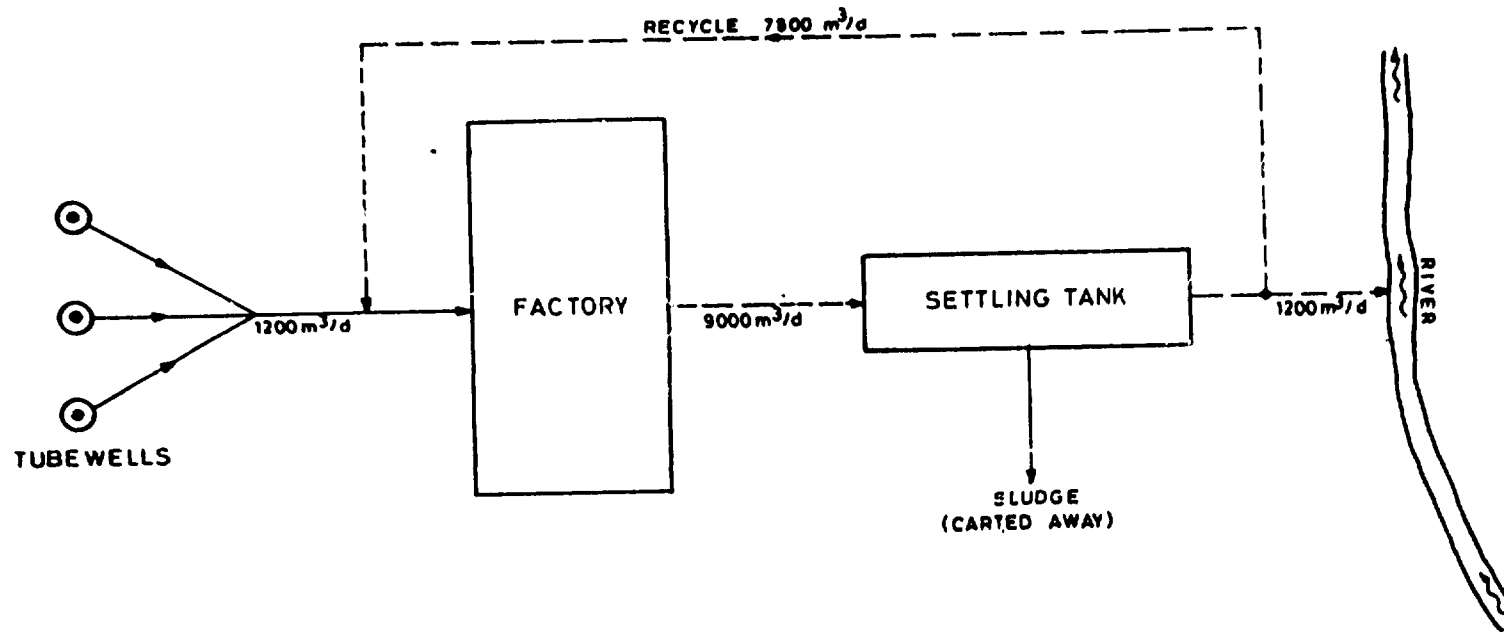 RECYCLE 7800 m³/d
FACTORY
SETTLING TANK
1200 m³/d
9000 m³/d
1200 m³/d
RIVER
TUBEWELLS
SLUDGE
(CARTED AWAY)